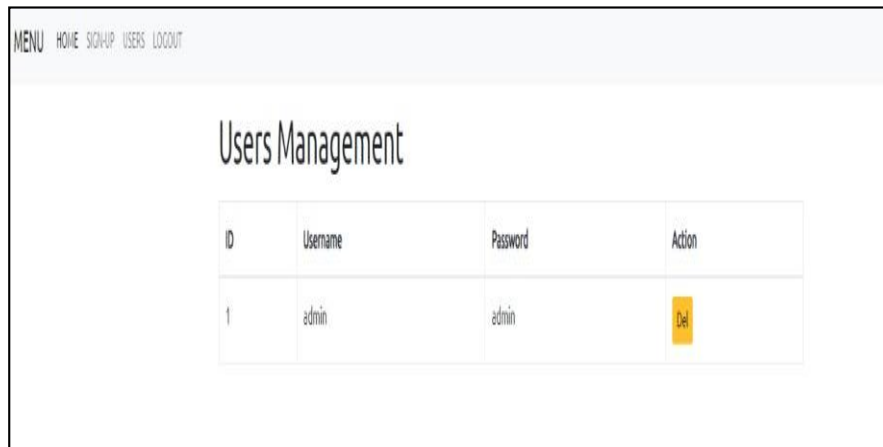 MENU HOME SIGN-UP USERS LOGOUT
Users Management
ID Username Password Action
1 admin admin Del